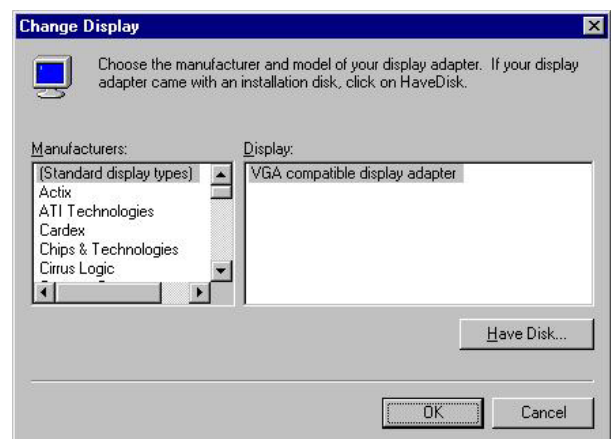 Change Display
Choose the manufacturer and model of your display adapter. If your display
adapter came with an installation disk, click on HaveDisk.
Manufacturers:
(Standard display types)
Actix
ATI Technologies
Cardex
Chips & Technologies
Cirrus Logic
Display:
VGA compatible display adapter
Have Disk...
OK
Cancel